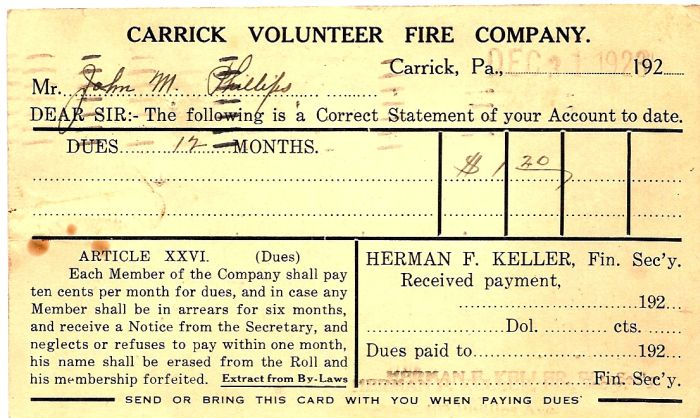 CARRICK VOLUNTEER FIRE COMPANY.
Carrick, Pa., DEC 21 192
Mr. John M. Phillips
DEAR SIR:- The following is a Correct Statement of your Account to date.
DUES 12 MONTHS. $ 1 20
ARTICLE XXVI. (Dues)
Each Member of the Company shall pay
ten cents per month for dues, and in case any
Member shall be in arrears for six months,
and receive a Notice from the Secretary, and
neglects or refuses to pay within one month,
his name shall be erased from the Roll and
his membership forfeited. Extract from By-Laws
HERMAN F. KELLER, Fin. Sec'y.
Received payment,
192
Dol. cts.
Dues paid to 192
HERMAN F. KELLER Fin. Sec'y.
SEND OR BRING THIS CARD WITH YOU WHEN PAYING DUES